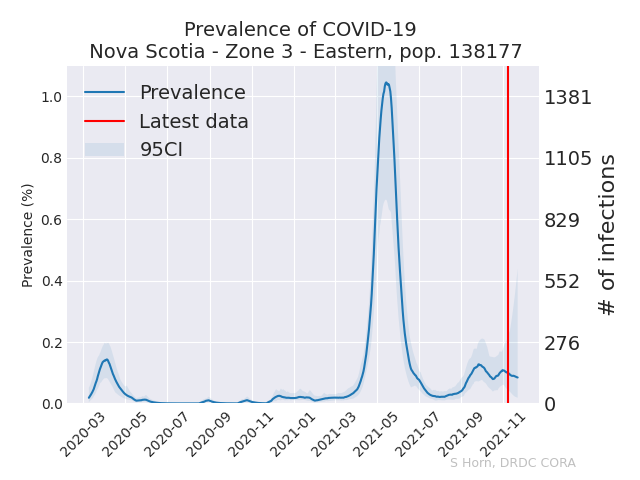 Prevalence of COVID-19
Nova Scotia - Zone 3 - Eastern, pop. 138177
Prevalence
Latest data
95CI
Prevalence (%)
1.0
0.8
0.6
0.4
0.2
0.0
1381
1105
829
552
276
0
# of infections
2020-03
2020-05
2020-07
2020-09
2020-11
2021-01
2021-03
2021-05
2021-07
2021-09
2021-11
S Horn, DRDC CORA